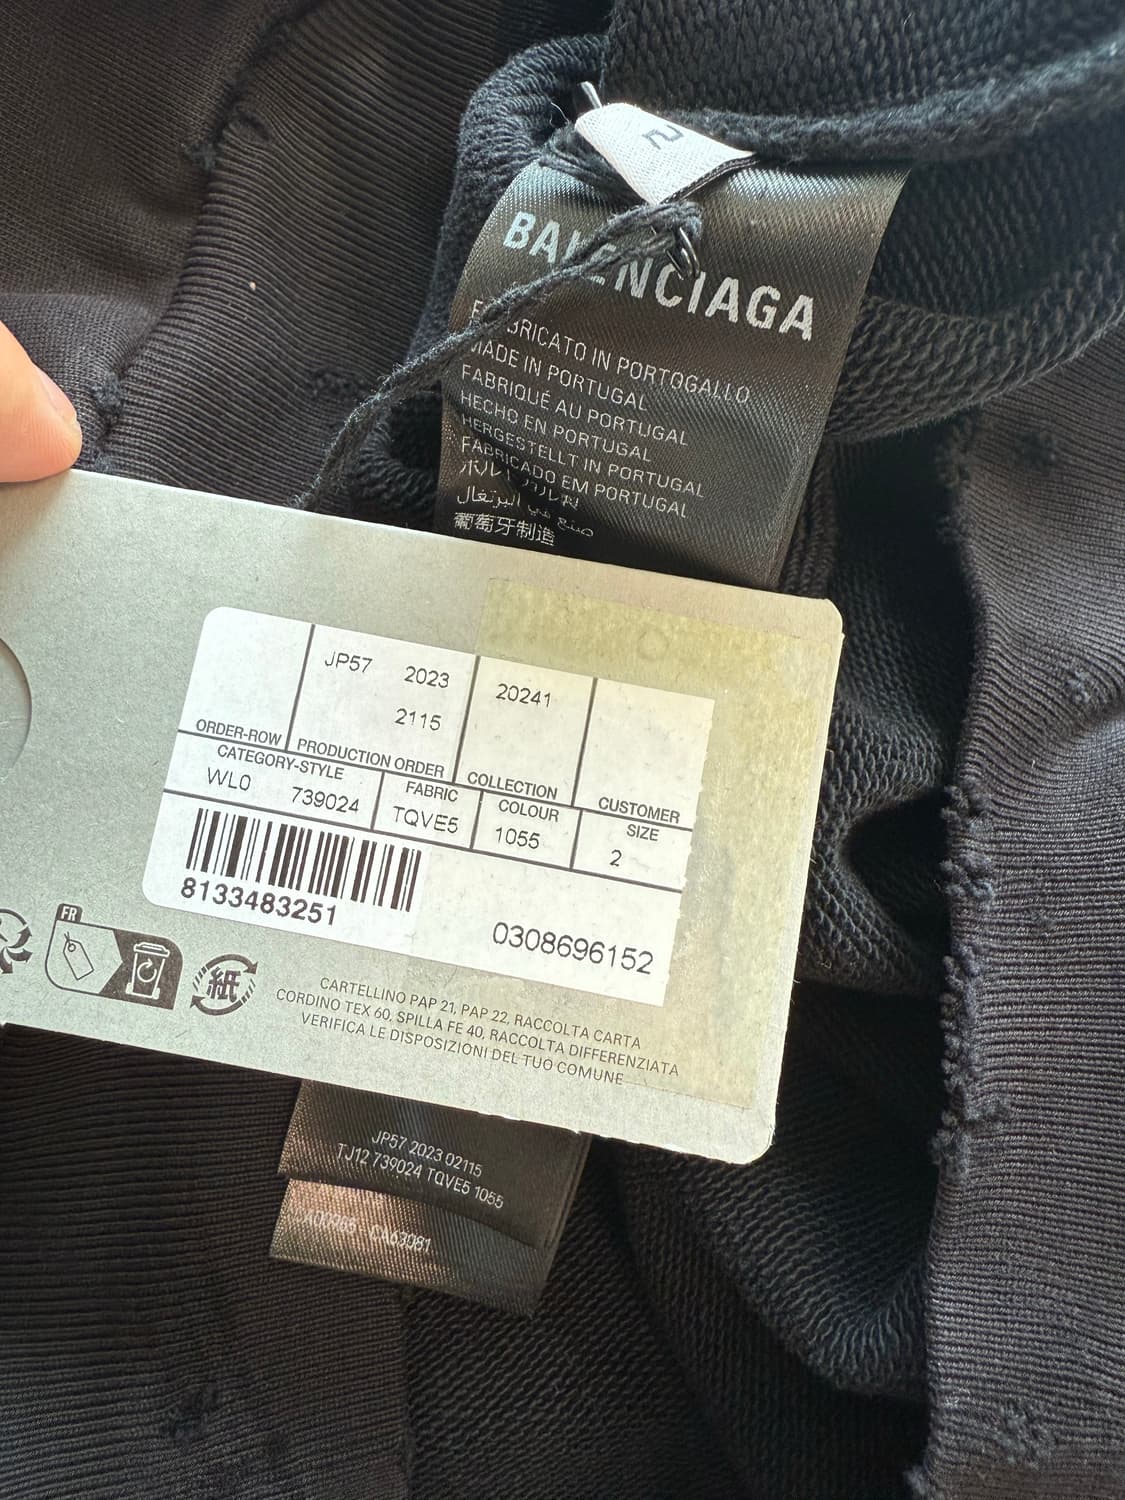 2
BALENCIAGA
FABRICATO IN PORTOGALLO
MADE IN PORTUGAL
FABRIQUÉ AU PORTUGAL
HECHO EN PORTUGAL
HERGESTELLT IN PORTUGAL
FABRICADO EM PORTUGAL
ポルトガル製
صنع في البرتغال
葡萄牙制造
JP57 2023
2115
20241
ORDER-ROW PRODUCTION ORDER COLLECTION CUSTOMER
CATEGORY-STYLE FABRIC COLOUR SIZE
WL0 739024 TQVE5 1055 2
8133483251
0308696152
FR
紙
CARTELLINO PAP 21, PAP 22, RACCOLTA CARTA
CORDINO TEX 60, SPILLA FE 40, RACCOLTA DIFFERENZIATA
VERIFICA LE DISPOSIZIONI DEL TUO COMUNE
JP57 2023 02115
TJ12 739024 TQVE5 1055
CA63081